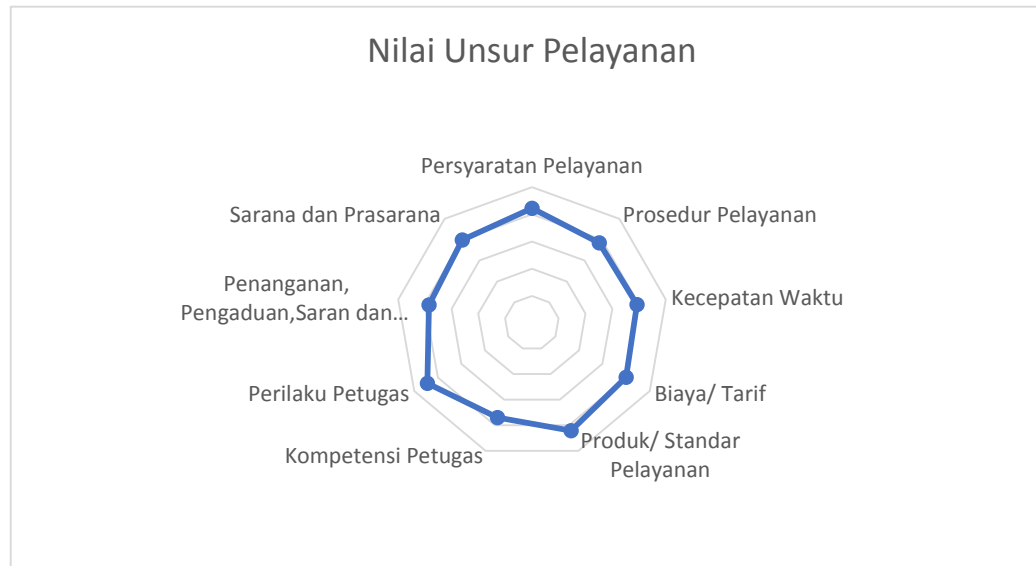 Nilai Unsur Pelayanan
Persyaratan Pelayanan
Prosedur Pelayanan
Kecepatan Waktu
Biaya/ Tarif
Produk/ Standar
Pelayanan
Kompetensi Petugas
Perilaku Petugas
Penanganan,
Pengaduan,Saran dan...
Sarana dan Prasarana